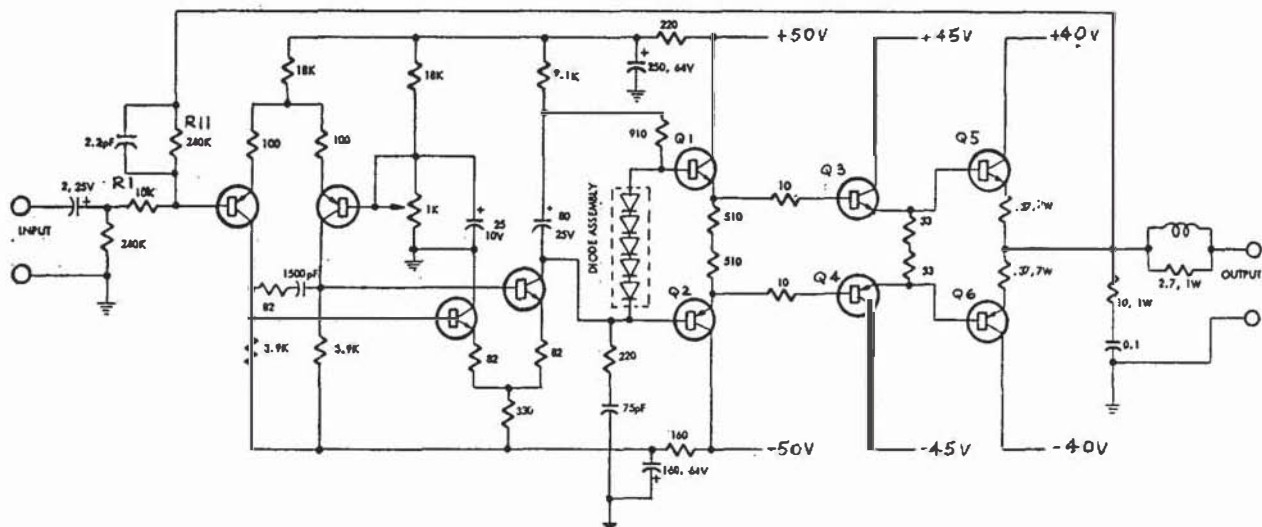 220
+50V
+45V
+40V
18K
18K
9.1K
250, 64V
2.2pF
R11
240K
100
100
910
Q1
Q3
Q5
2, 25V
R1
10K
1K
25
10V
80
25V
DIODE ASSEMBLY
10
510
33
INPUT
240K
1500pF
82
510
10
33
2.7, 1W
OUTPUT
Q2
Q4
Q6
10, 1W
3.9K
3.9K
82
82
220
0.1
330
75pF
160
-50V
-45V
-40V
160, 64V